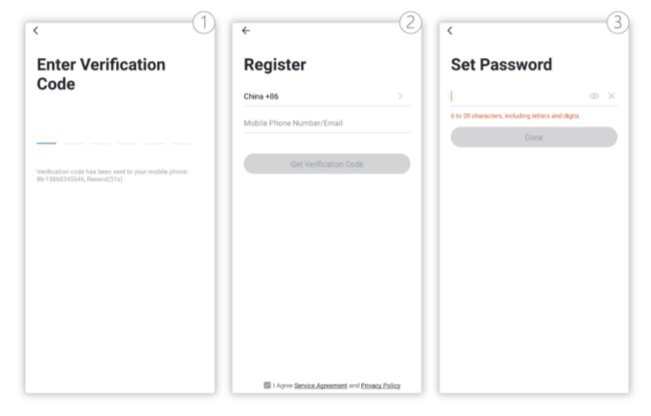 1
Enter Verification
Code
Verification code has been sent to your mobile phone:
86-15868345546, Resend(51s)
2
Register
China +86
Mobile Phone Number/Email
Get Verification Code
I Agree Service Agreement and Privacy Policy
3
Set Password
6 to 20 characters, including letters and digits
Done